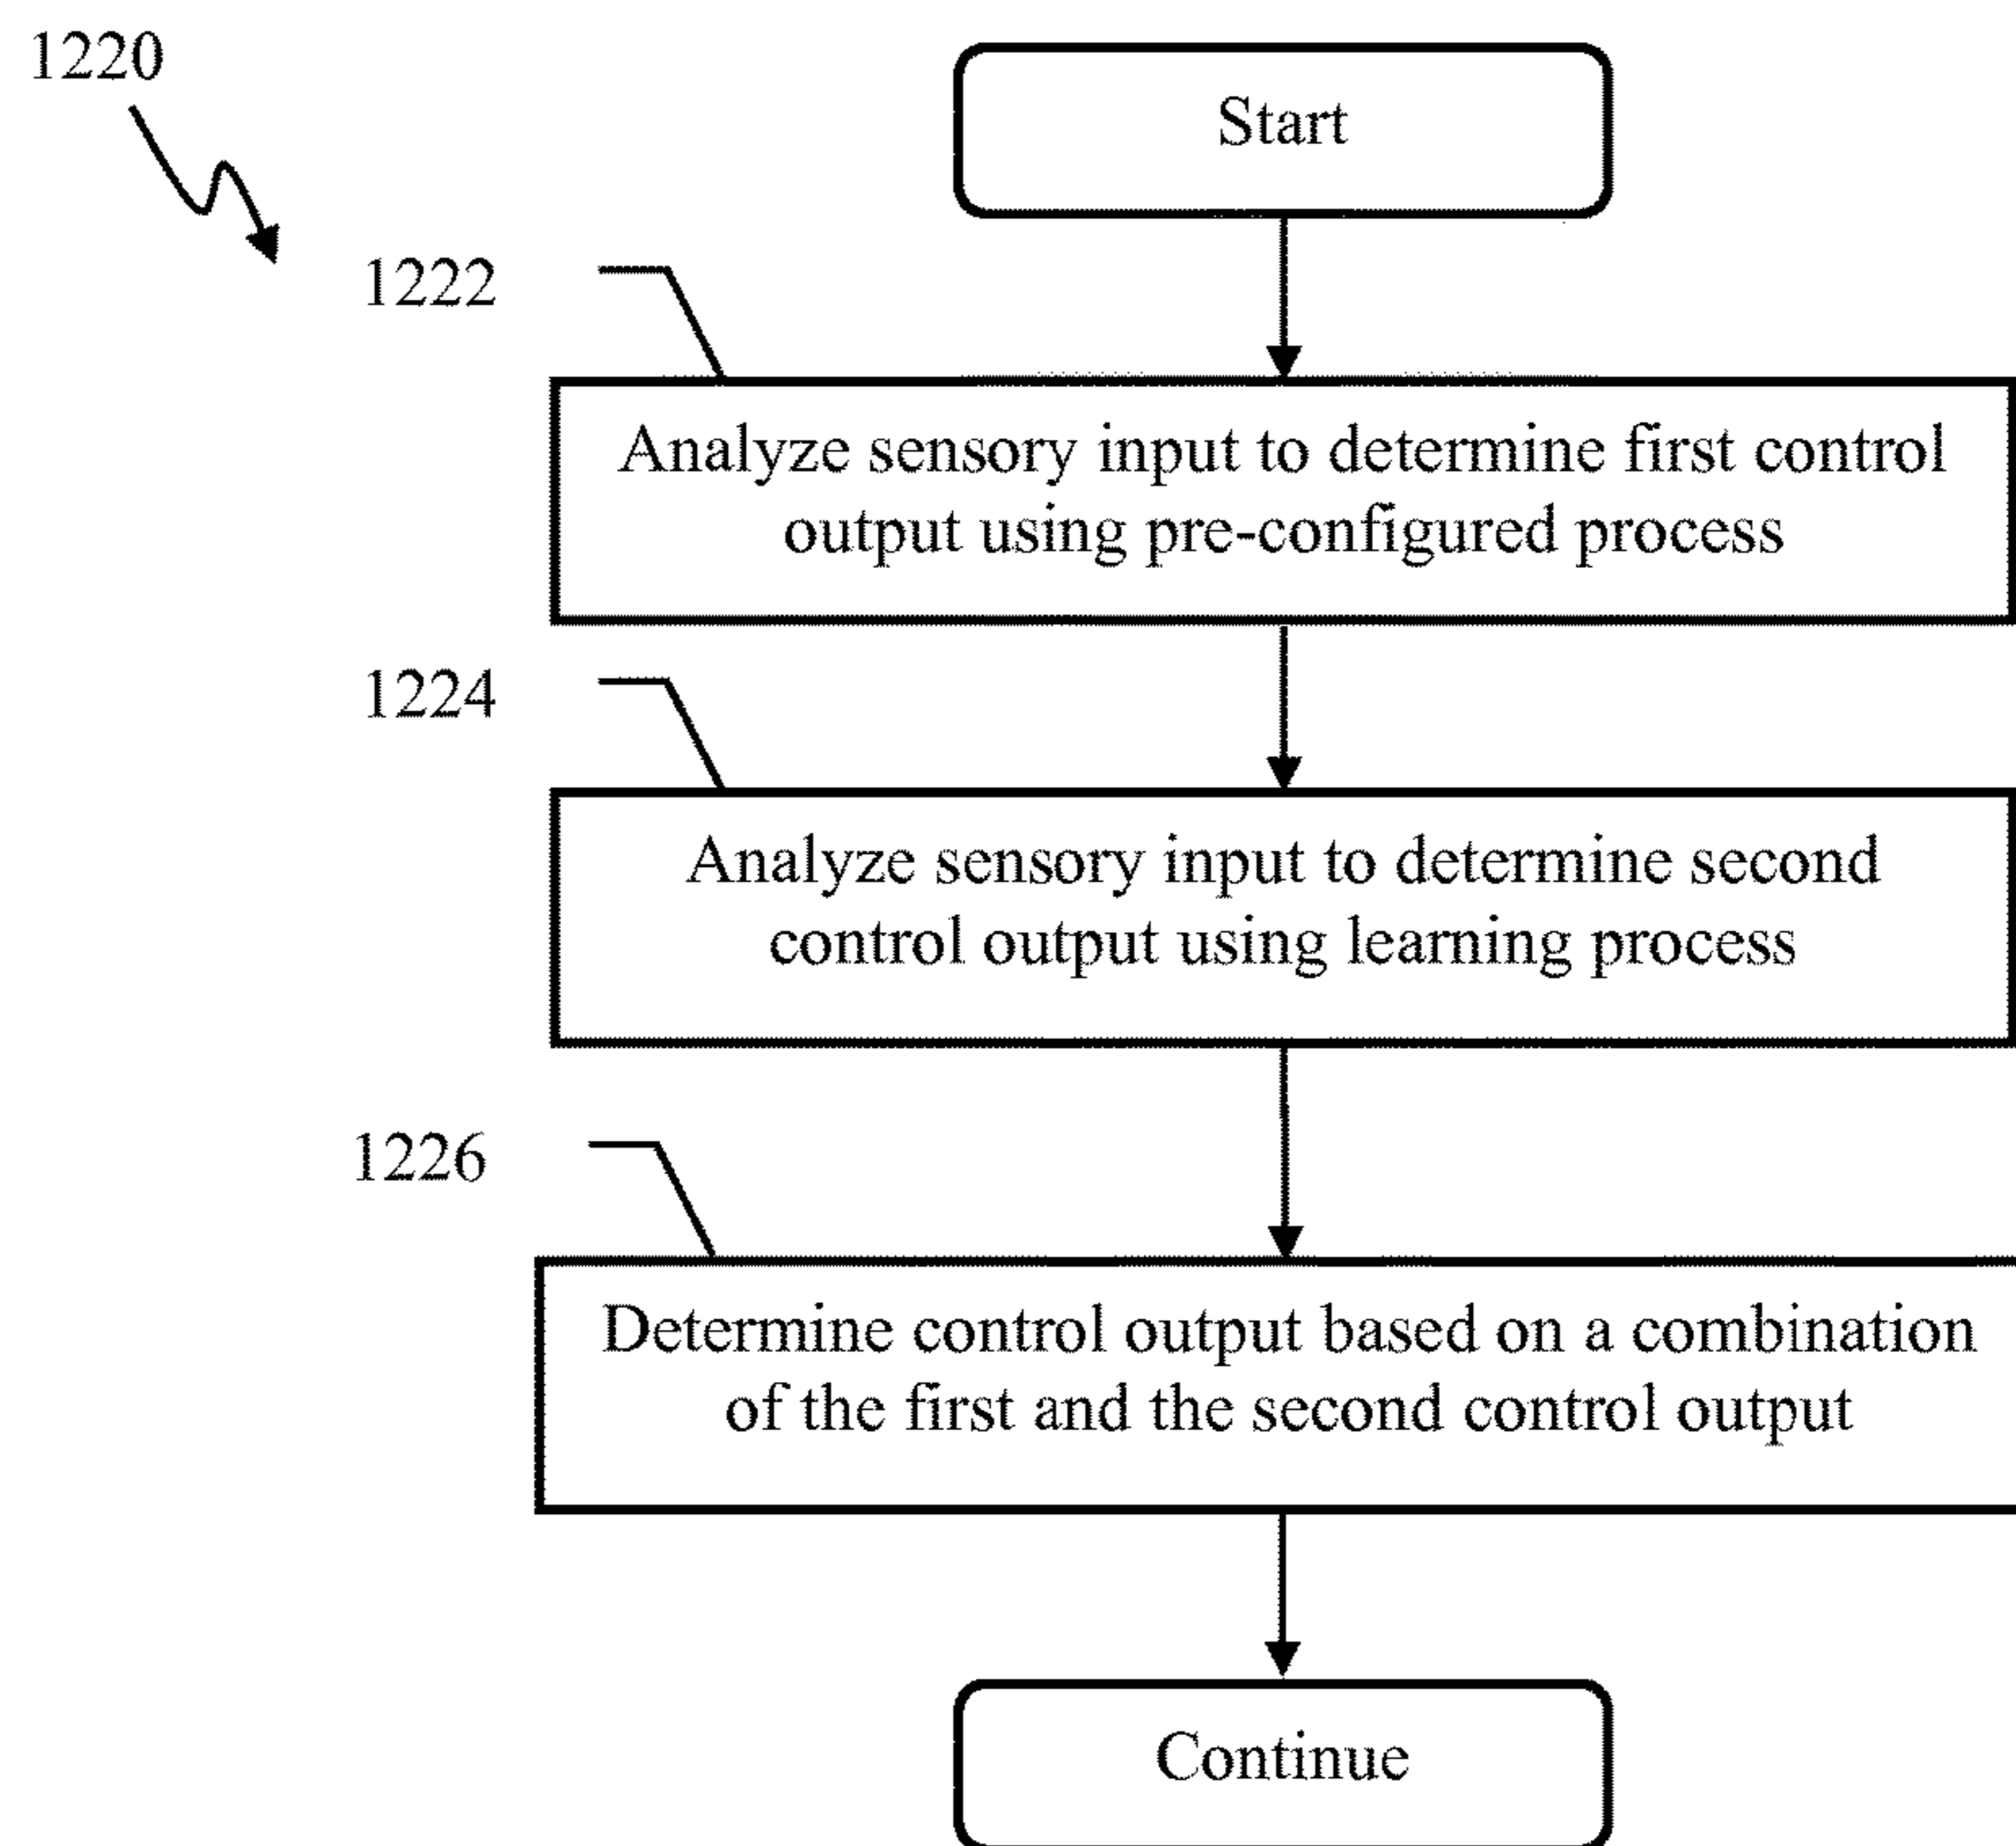 1220
Start
1222
Analyze sensory input to determine first control
output using pre-configured process
1224
Analyze sensory input to determine second
control output using learning process
1226
Determine control output based on a combination
of the first and the second control output
Continue